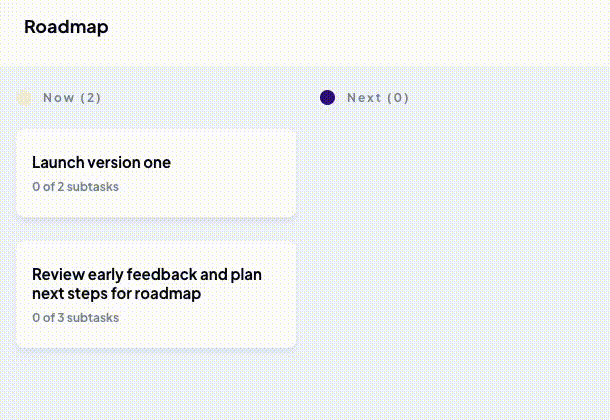 Roadmap
Now (2)
Next (0)
Launch version one
0 of 2 subtasks
Review early feedback and plan
next steps for roadmap
0 of 3 subtasks